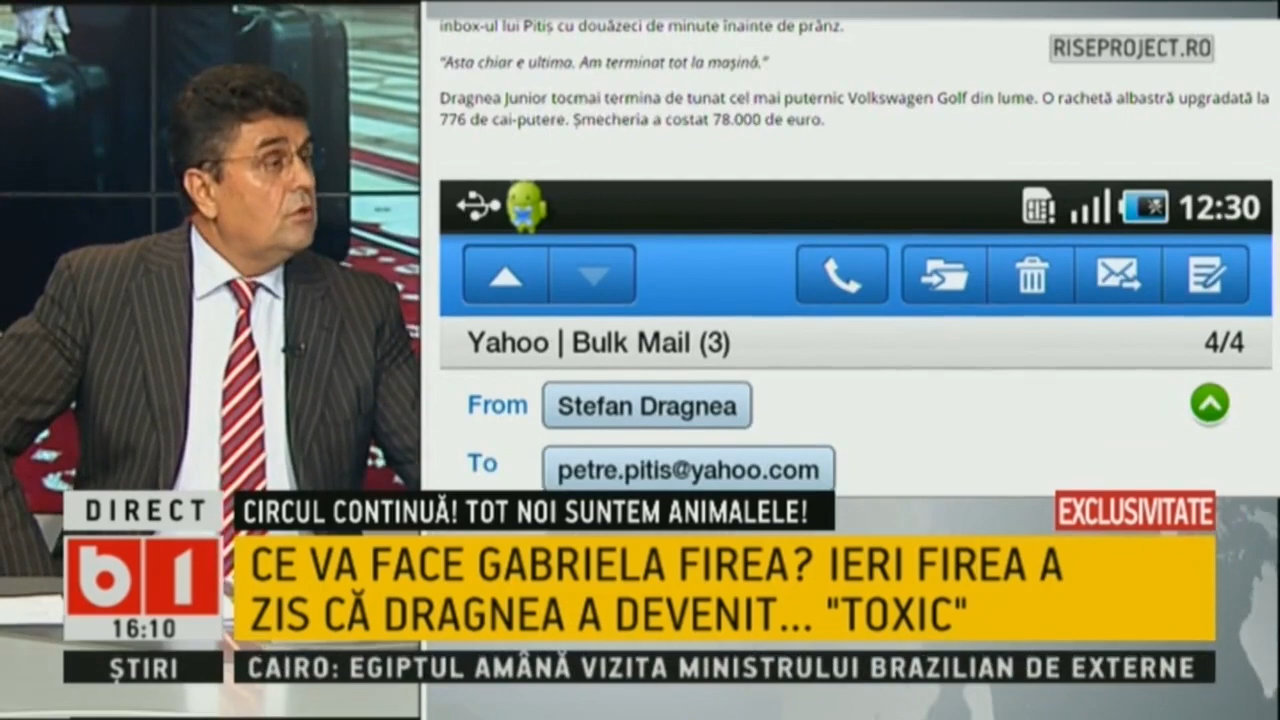 inbox-ul lui Pitiș cu douăzeci de minute înainte de prânz.
RISEPROJECT.RO
"Asta chiar e ultima. Am terminat tot la mașină."
Dragnea Junior tocmai termina de tunat cel mai puternic Volkswagen Golf din lume. O rachetă albastră upgradată la
776 de cai-putere. Șmecheria a costat 78.000 de euro.
12:30
Yahoo | Bulk Mail (3)
4/4
From Stefan Dragnea
To petre.pitis@yahoo.com
DIRECT
CIRCUL CONTINUĂ! TOT NOI SUNTEM ANIMALELE!
EXCLUSIVITATE
b1
CE VA FACE GABRIELA FIREA? IERI FIREA A
ZIS CĂ DRAGNEA A DEVENIT... "TOXIC"
16:10
ȘTIRI
CAIRO: EGIPTUL AMÂNĂ VIZITA MINISTRULUI BRAZILIAN DE EXTERNE